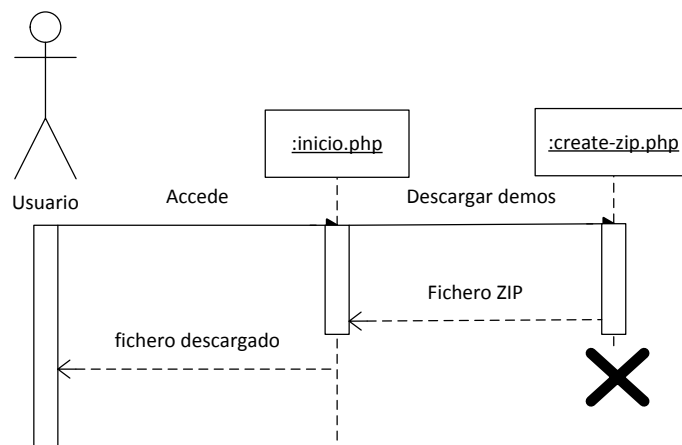 :inicio.php
:create-zip.php
Usuario
Accede
Descargar demos
Fichero ZIP
fichero descargado